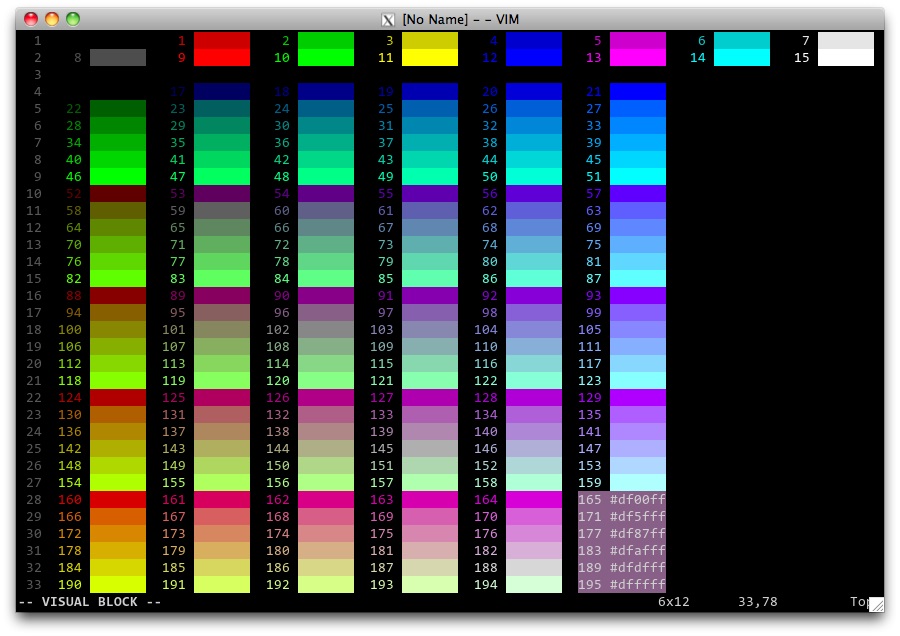 [No Name] – – VIM
1 1 2 3 4 5 6 7
2 8 9 10 11 12 13 14 15
3
4 17 18 19 20 21
5 22 23 24 25 26 27
6 28 29 30 31 32 33
7 34 35 36 37 38 39
8 40 41 42 43 44 45
9 46 47 48 49 50 51
10 52 53 54 55 56 57
11 58 59 60 61 62 63
12 64 65 66 67 68 69
13 70 71 72 73 74 75
14 76 77 78 79 80 81
15 82 83 84 85 86 87
16 88 89 90 91 92 93
17 94 95 96 97 98 99
18 100 101 102 103 104 105
19 106 107 108 109 110 111
20 112 113 114 115 116 117
21 118 119 120 121 122 123
22 124 125 126 127 128 129
23 130 131 132 133 134 135
24 136 137 138 139 140 141
25 142 143 144 145 146 147
26 148 149 150 151 152 153
27 154 155 156 157 158 159
28 160 161 162 163 164 165 #df00ff
29 166 167 168 169 170 171 #df5fff
30 172 173 174 175 176 177 #df87ff
31 178 179 180 181 182 183 #dfafff
32 184 185 186 187 188 189 #dfdfff
33 190 191 192 193 194 195 #dfffff
-- VISUAL BLOCK -- 6x12 33,78 Top